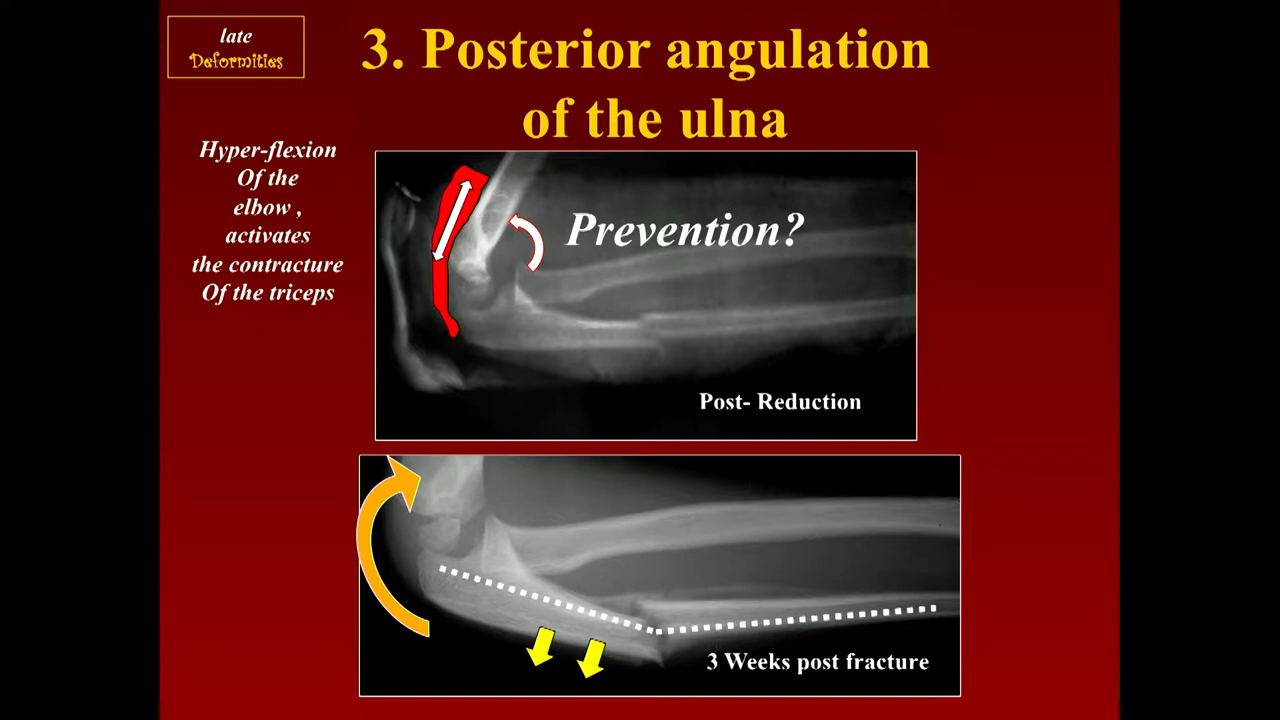 late
Deformities
3. Posterior angulation
of the ulna
Hyper-flexion
Of the
elbow ,
activates
the contracture
Of the triceps
Prevention?
Post- Reduction
3 Weeks post fracture